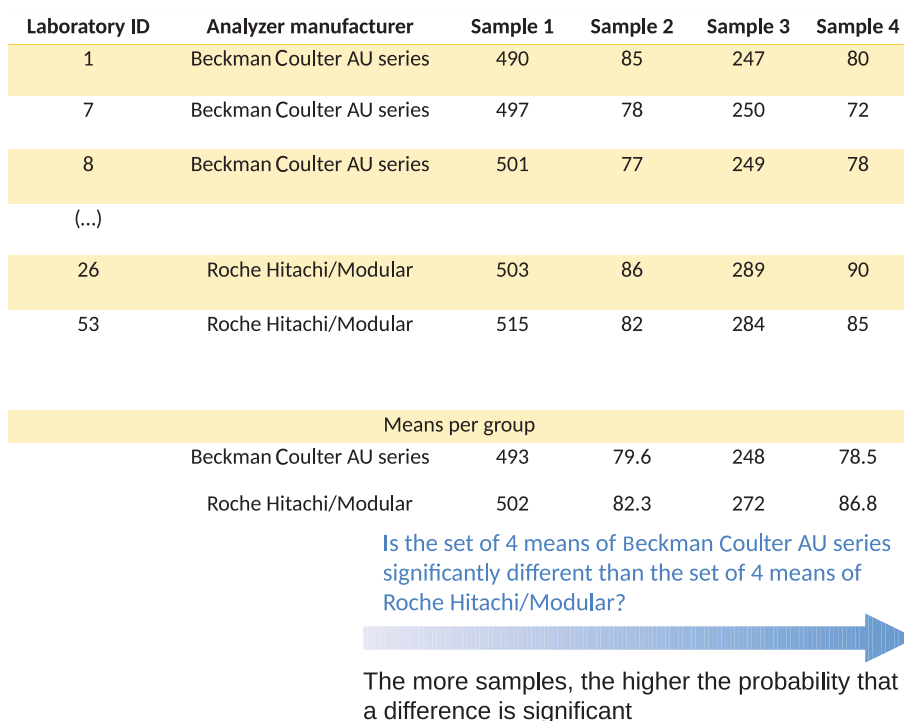 Laboratory ID Analyzer manufacturer Sample 1 Sample 2 Sample 3 Sample 4
1 Beckman Coulter AU series 490 85 247 80
7 Beckman Coulter AU series 497 78 250 72
8 Beckman Coulter AU series 501 77 249 78
(...)
26 Roche Hitachi/Modular 503 86 289 90
53 Roche Hitachi/Modular 515 82 284 85
Means per group
Beckman Coulter AU series 493 79.6 248 78.5
Roche Hitachi/Modular 502 82.3 272 86.8
Is the set of 4 means of Beckman Coulter AU series
significantly different than the set of 4 means of
Roche Hitachi/Modular?
The more samples, the higher the probability that
a difference is significant